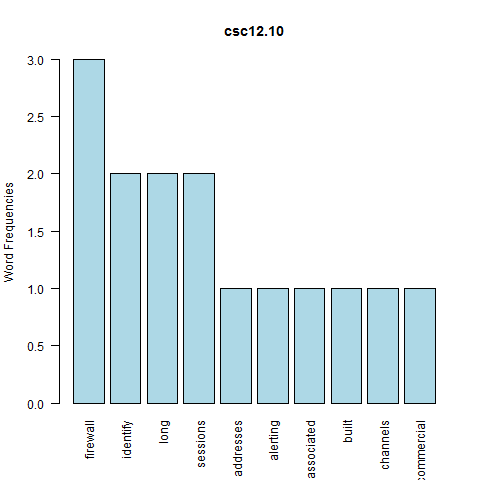 csc12.10
Word Frequencies
3.0
2.5
2.0
1.5
1.0
0.5
0.0
firewall
identify
long
sessions
addresses
alerting
associated
built
channels
commercial